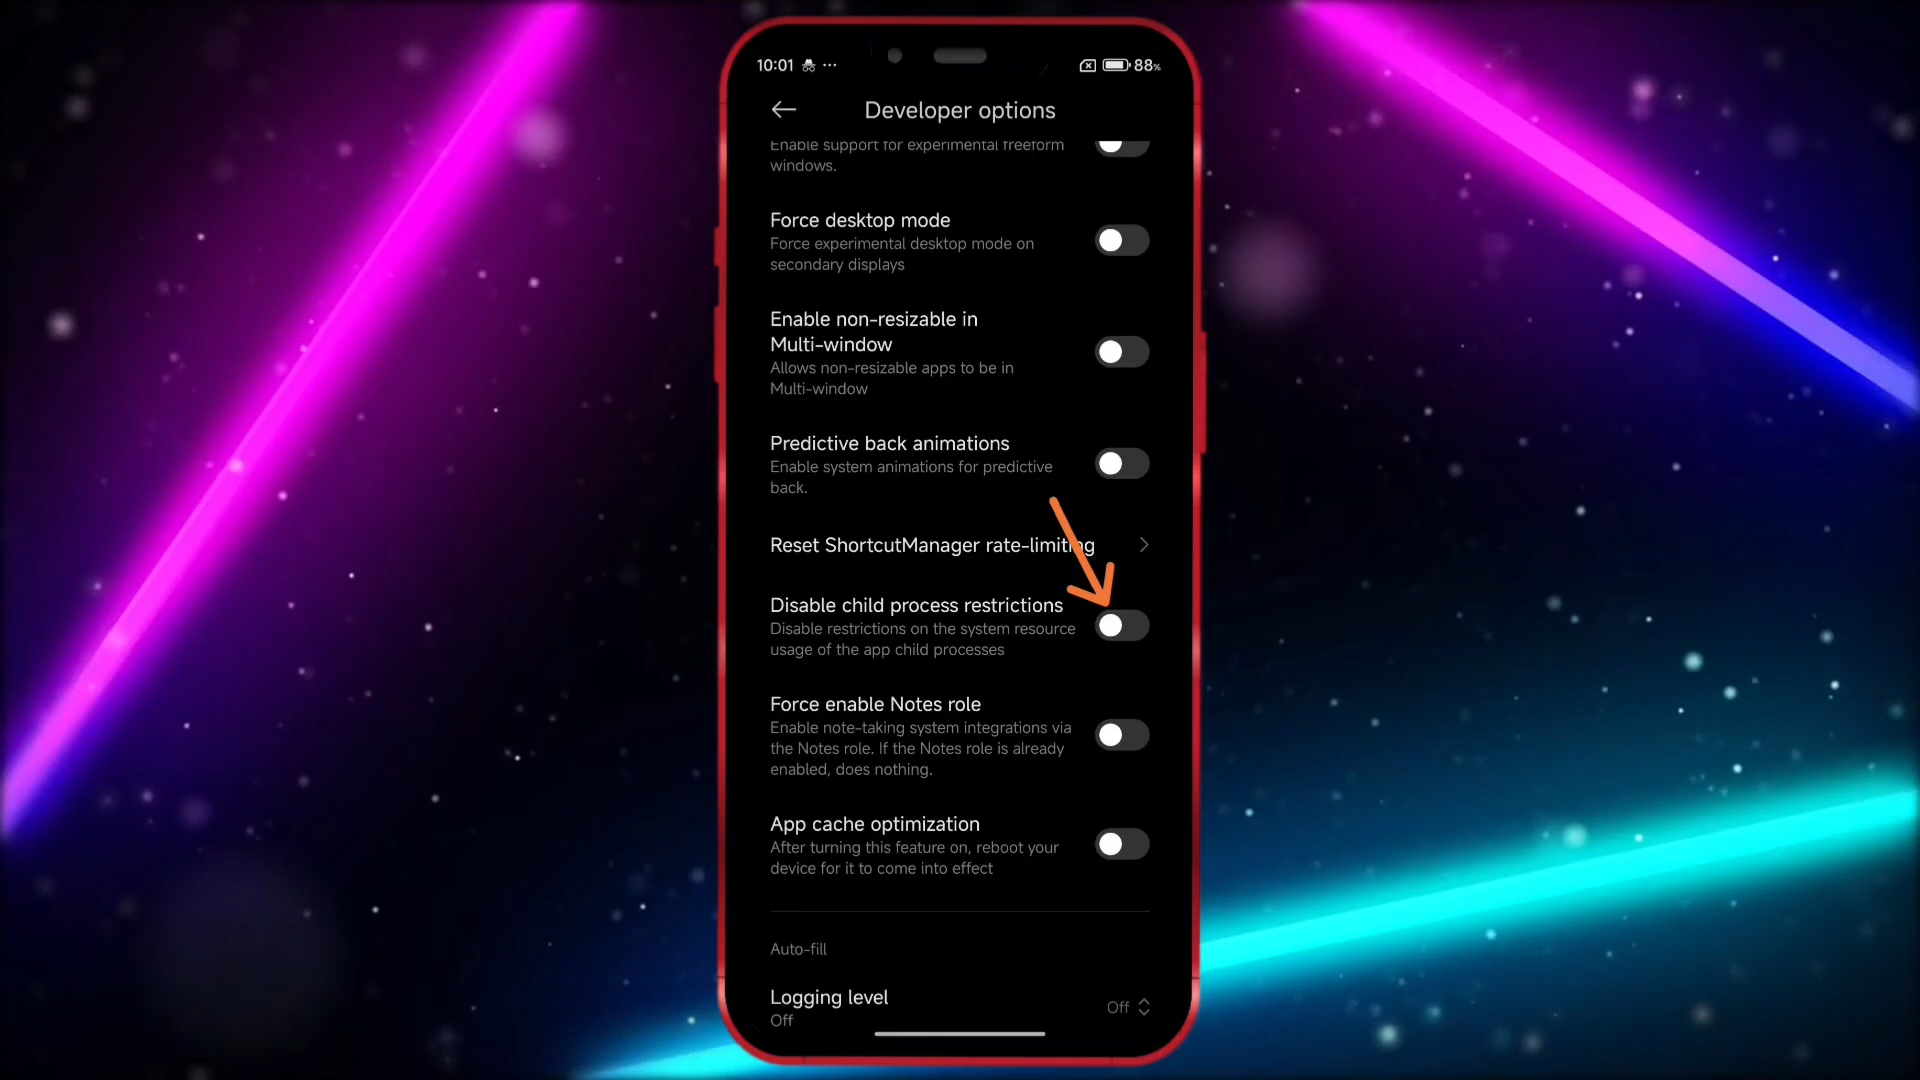 10:01 ... 88%
Developer options
Enable support for experimental freeform
windows.
Force desktop mode
Force experimental desktop mode on
secondary displays
Enable non-resizable in
Multi-window
Allows non-resizable apps to be in
Multi-window
Predictive back animations
Enable system animations for predictive
back.
Reset ShortcutManager rate-limiting
Disable child process restrictions
Disable restrictions on the system resource
usage of the app child processes
Force enable Notes role
Enable note-taking system integrations via
the Notes role. If the Notes role is already
enabled, does nothing.
App cache optimization
After turning this feature on, reboot your
device for it to come into effect
Auto-fill
Logging level
Off
Off